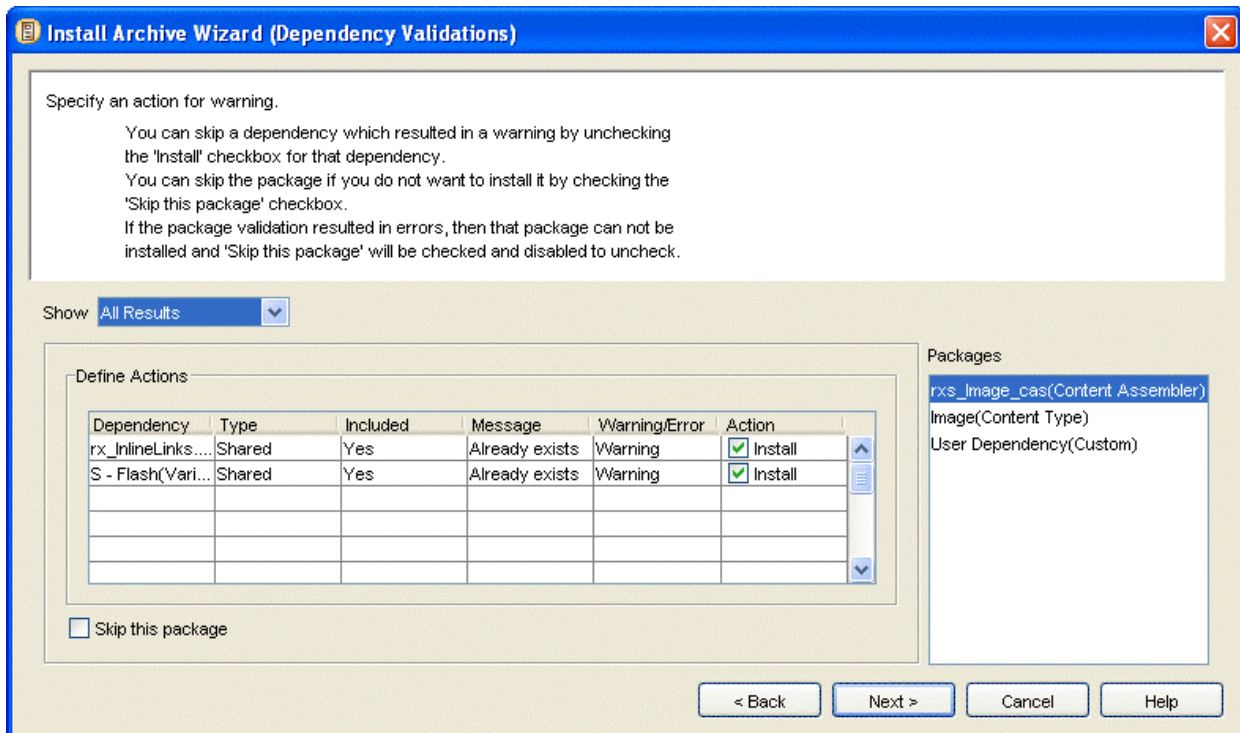 Install Archive Wizard (Dependency Validations)
Specify an action for warning.
You can skip a dependency which resulted in a warning by unchecking
the 'Install' checkbox for that dependency.
You can skip the package if you do not want to install it by checking the
'Skip this package' checkbox.
If the package validation resulted in errors, then that package can not be
installed and 'Skip this package' will be checked and disabled to uncheck.
Show All Results
Define Actions
Dependency Type Included Message Warning/Error Action
rx_InlineLinks.... Shared Yes Already exists Warning Install
S - Flash(Vari... Shared Yes Already exists Warning Install
Skip this package
Packages
rxs_Image_cas(Content Assembler)
Image(Content Type)
User Dependency(Custom)
< Back Next > Cancel Help